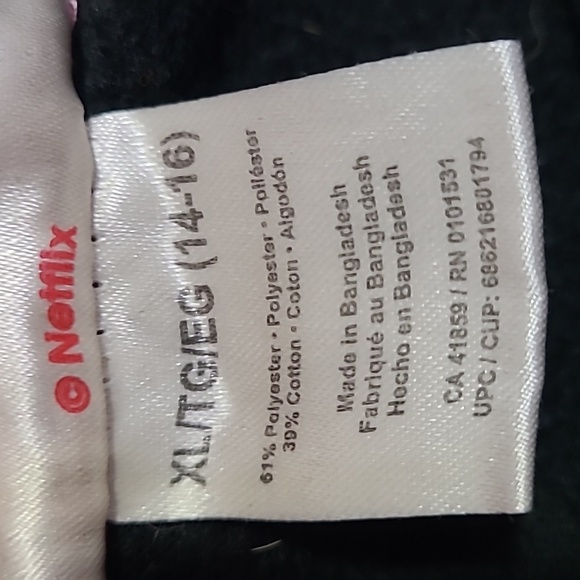 © Netflix
XL/TG/EG (14-16)
61% Polyester • Polyester • Poliéster
39% Cotton • Coton • Algodón
Made in Bangladesh
Fabriqué au Bangladesh
Hecho en Bangladesh
CA 41859 / RN 0101531
UPC / CUP: 686216801794